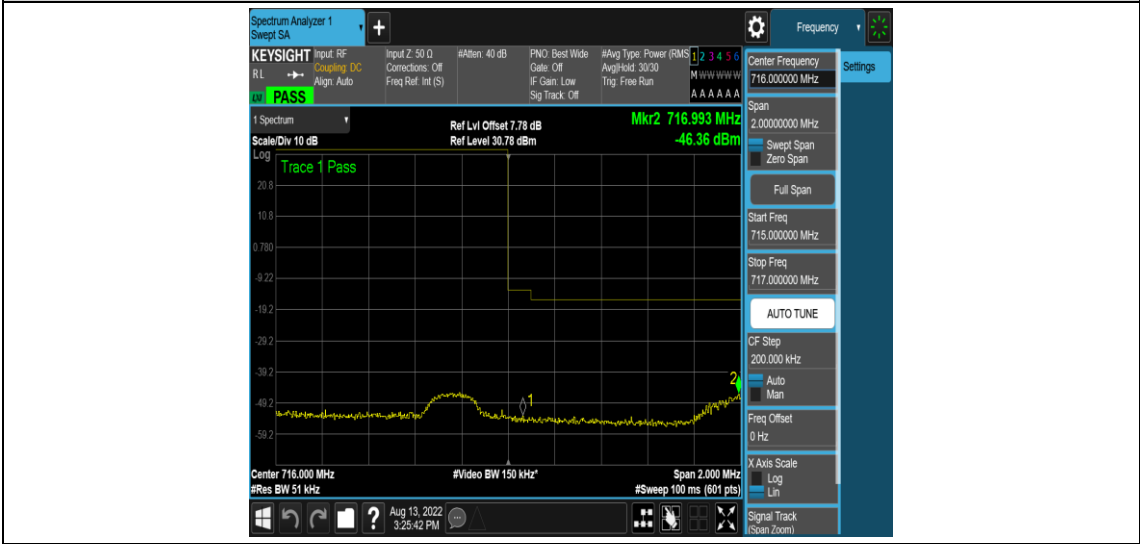 Spectrum Analyzer 1
Swept SA
+
Frequency
KEYSIGHT
RL
PASS
Input: RF
Coupling: DC
Align: Auto
Input Z: 50 Ω
Corrections: Off
Freq Ref: Int (S)
#Atten: 40 dB
PNO: Best Wide
Gate: Off
IF Gain: Low
Sig Track: Off
#Avg Type: Power (RMS
Avg|Hold: 30/30
Trig: Free Run
1 2 3 4 5 6
M W W W W W
A A A A A A
1 Spectrum
Scale/Div 10 dB
Ref Lvl Offset 7.78 dB
Ref Level 30.78 dBm
Mkr2 716.993 MHz
-46.36 dBm
Log
Trace 1 Pass
20.8
10.8
0.780
-9.22
-19.2
-29.2
-39.2
-49.2
-59.2
1
2
Center 716.000 MHz
#Res BW 51 kHz
#Video BW 150 kHz*
Span 2.000 MHz
#Sweep 100 ms (601 pts)
Aug 13, 2022
3:25:42 PM
?
Center Frequency
716.000000 MHz
Settings
Span
2.00000000 MHz
Swept Span
Zero Span
Full Span
Start Freq
715.000000 MHz
Stop Freq
717.000000 MHz
AUTO TUNE
CF Step
200.000 kHz
Auto
Man
Freq Offset
0 Hz
X Axis Scale
Log
Lin
Signal Track
(Span Zoom)